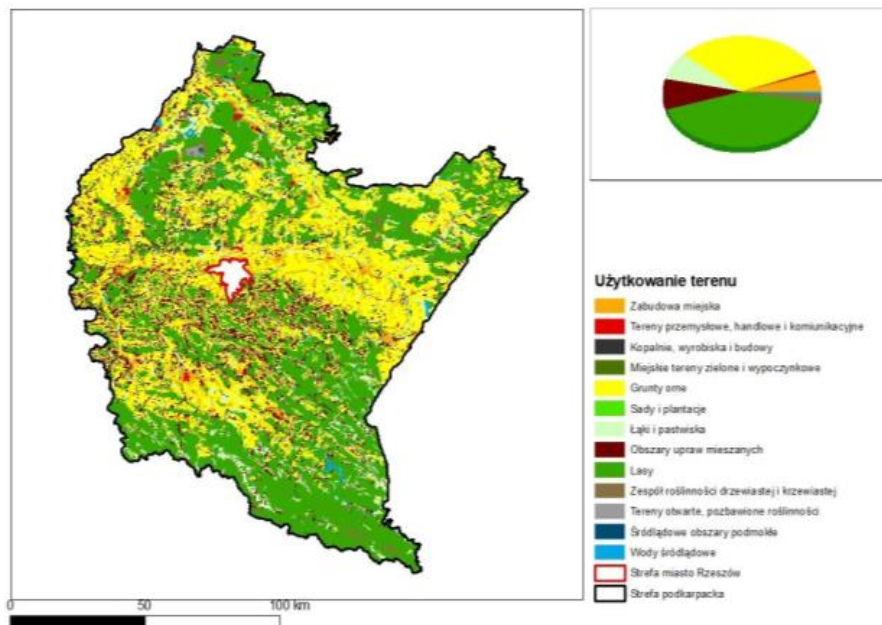 Użytkowanie terenu
Zabudowa miejska
Tereny przemysłowe, handlowe i komiunikacyjne
Kopalnie, wyrobiska i budowy
Miejskie tereny zielone i wypoczynkowe
Grunty orne
Sady i plantacje
Łąki i pastwiska
Obszary upraw mieszanych
Lasy
Zespół roślinności drzewiastej i krzewiastej
Tereny otwarte, pozbawione roślinności
Śródlądowe obszary podmokłe
Wody śródlądowe
Strefa miasto Rzeszów
Strefa podkarpacka
0 50 100 km